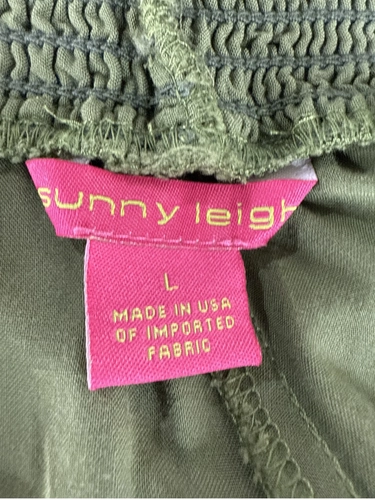 sunny leigh
L
MADE IN USA
OF IMPORTED
FABRIC